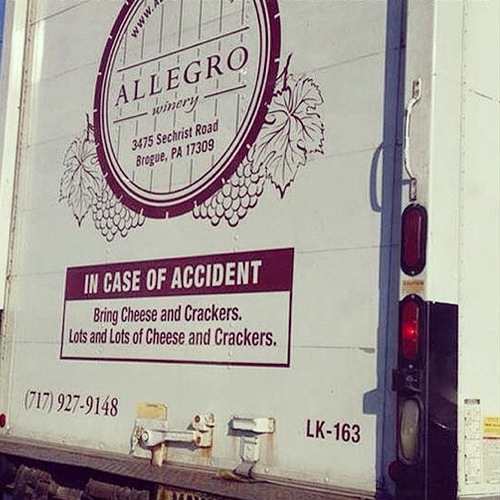 www.A
ALLEGRO
winery
3475 Sechrist Road
Brogue, PA 17309
IN CASE OF ACCIDENT
Bring Cheese and Crackers.
Lots and Lots of Cheese and Crackers.
(717) 927-9148
LK-163